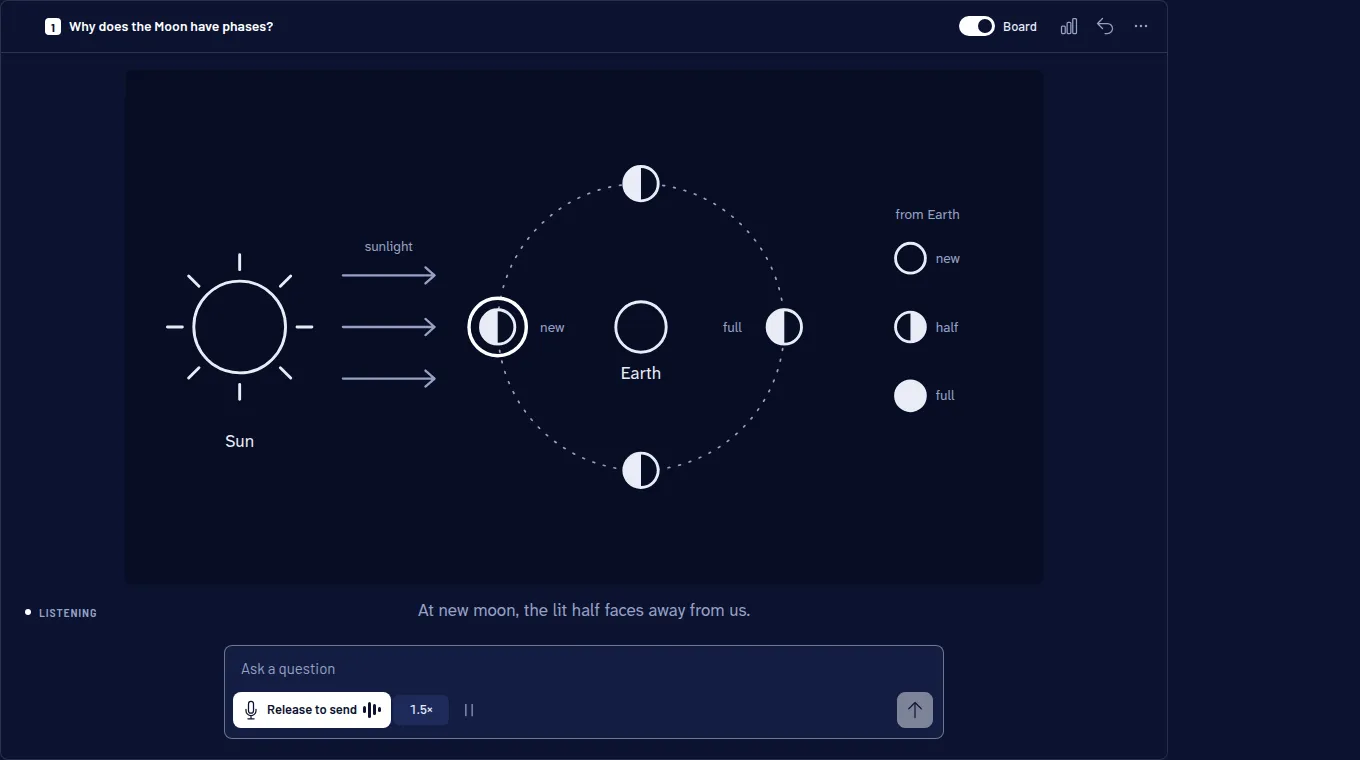 1 Why does the Moon have phases?
Board
sunlight
from Earth
new
new
full
half
Earth
full
Sun
LISTENING
At new moon, the lit half faces away from us.
Ask a question
Release to send
1.5×